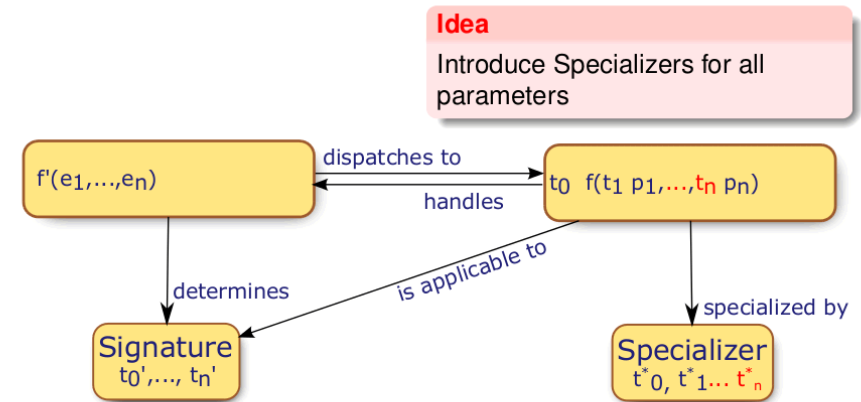 Idea
Introduce Specializers for all
parameters
f'(e₁,...,eₙ)
dispatches to
handles
t₀ f(t₁ p₁,...,tₙ pₙ)
determines
is applicable to
specialized by
Signature
t₀',..., tₙ'
Specializer
t*₀, t*₁... t*ₙ